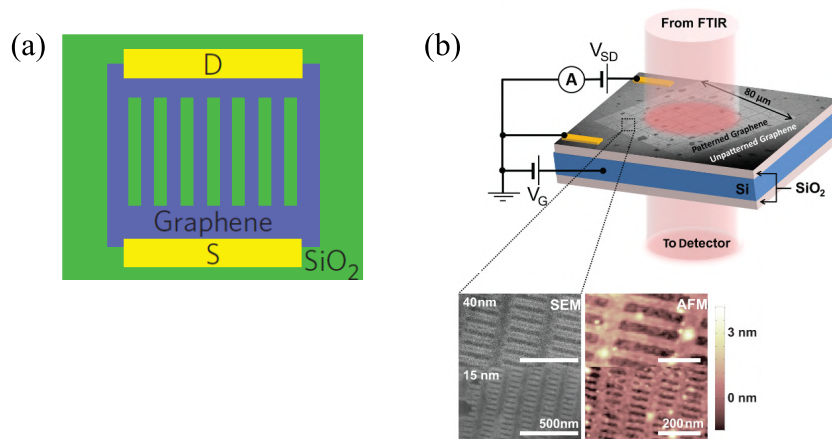 (a)
D
Graphene
S
SiO2
(b)
From FTIR
VSD
A
80 μm
Patterned Graphene
Unpatterned Graphene
Si
SiO2
VG
To Detector
40nm
SEM
AFM
3 nm
15 nm
0 nm
500nm
200nm